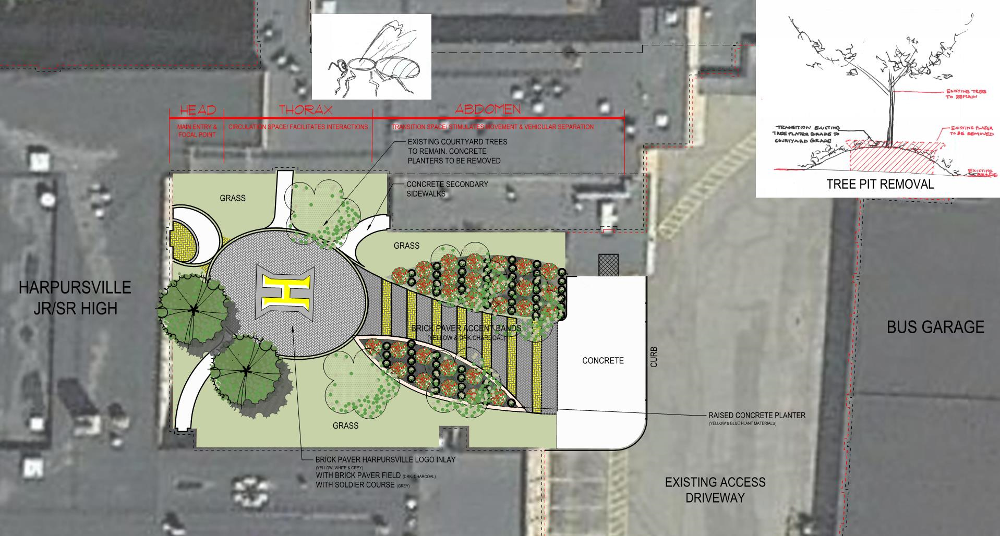 HEAD
THORAX
ABDOMEN
MAIN ENTRY &
FOCAL POINT
CIRCULATION SPACE/ FACILITATES INTERACTIONS
TRANSITION SPACE/ STIMULATES MOVEMENT & VEHICULAR SEPARATION
EXISTING COURTYARD TREES
TO REMAIN. CONCRETE
PLANTERS TO BE REMOVED
CONCRETE SECONDARY
SIDEWALKS
EXISTING TREE
TO REMAIN
TRANSITION EXISTING
TREE PLATER GRADE TO
COURTYARD GRADE
EXISTING PLATER
TO BE REMOVED
EXISTING
GRADE
TREE PIT REMOVAL
GRASS
GRASS
HARPURSVILLE
JR/SR HIGH
H
BRICK PAVER ACCENT BANDS
(YELLOW & DRK.CHARCOAL)
CONCRETE
CURB
BUS GARAGE
GRASS
RAISED CONCRETE PLANTER
(YELLOW & BLUE PLANT MATERIALS)
BRICK PAVER HARPURSVILLE LOGO INLAY
(YELLOW, WHITE & GREY)
WITH BRICK PAVER FIELD (DRK. CHARCOAL)
WITH SOLDIER COURSE (GREY)
EXISTING ACCESS
DRIVEWAY